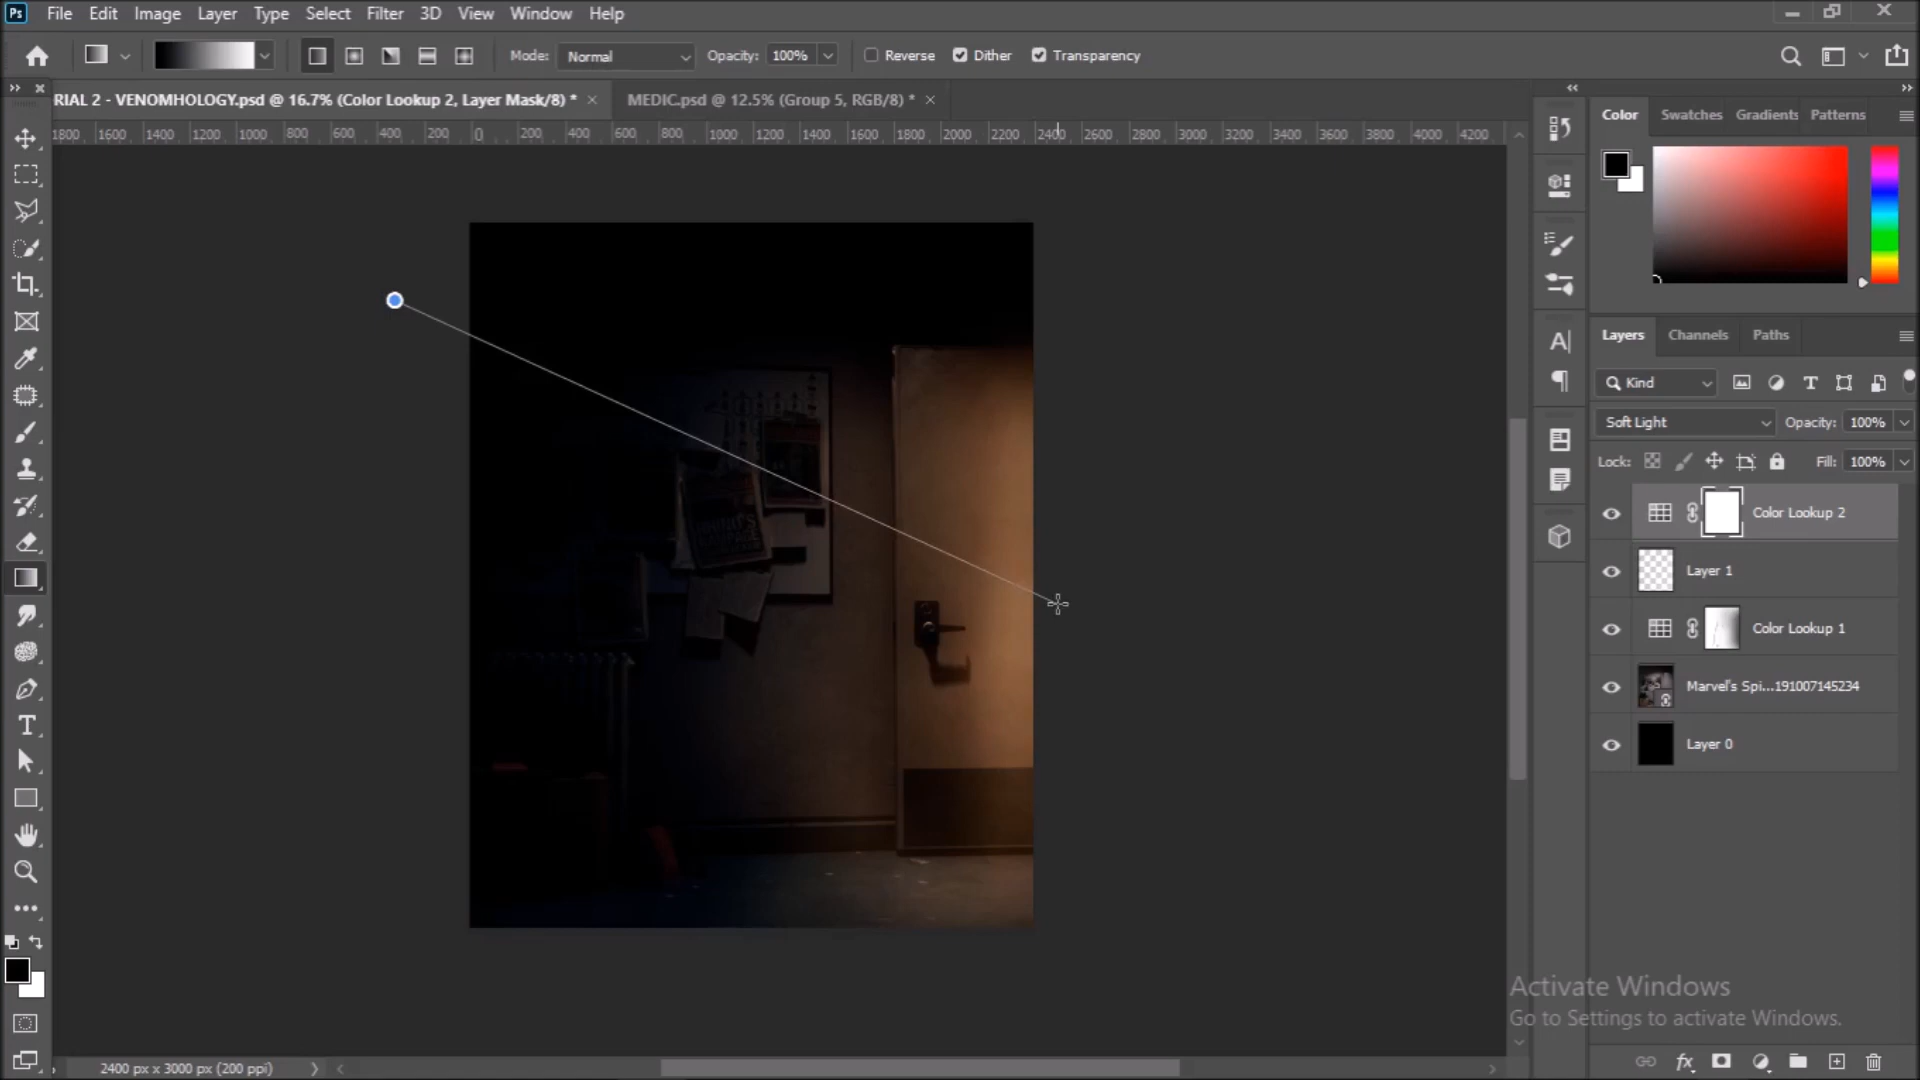 Ps File Edit Image Layer Type Select Filter 3D View Window Help
Mode: Normal Opacity: 100% Reverse Dither Transparency
RIAL 2 - VENOMHOLOGY.psd @ 16.7% (Color Lookup 2, Layer Mask/8) * MEDIC.psd @ 12.5% (Group 5, RGB/8) *
1800 1600 1400 1200 1000 800 600 400 200 0 200 400 600 800 1000 1200 1400 1600 1800 2000 2200 2400 2600 2800 3000 3200 3400 3600 3800 4000 4200
Color Swatches Gradients Patterns
Layers Channels Paths
Kind
Soft Light Opacity: 100%
Lock: Fill: 100%
Color Lookup 2
Layer 1
Color Lookup 1
Marvel's Spi...191007145234
Layer 0
Activate Windows
Go to Settings to activate Windows.
2400 px x 3000 px (200 ppi)